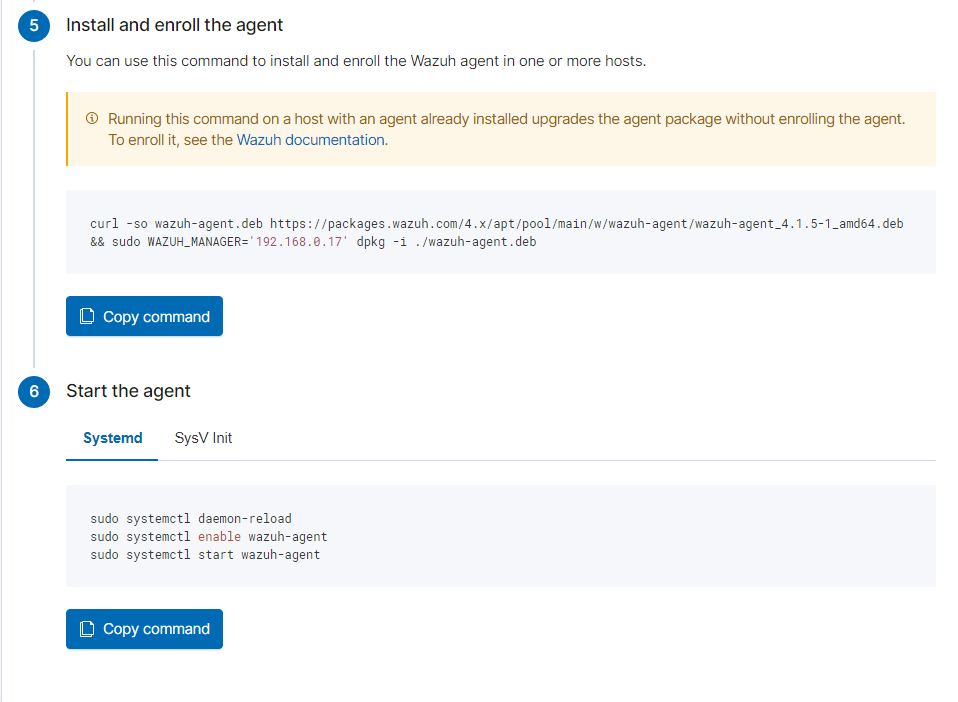 5 Install and enroll the agent
You can use this command to install and enroll the Wazuh agent in one or more hosts.
Running this command on a host with an agent already installed upgrades the agent package without enrolling the agent.
To enroll it, see the Wazuh documentation.
curl -so wazuh-agent.deb https://packages.wazuh.com/4.x/apt/pool/main/w/wazuh-agent/wazuh-agent_4.1.5-1_amd64.deb
&& sudo WAZUH_MANAGER='192.168.0.17' dpkg -i ./wazuh-agent.deb
Copy command
6 Start the agent
Systemd SysV Init
sudo systemctl daemon-reload
sudo systemctl enable wazuh-agent
sudo systemctl start wazuh-agent
Copy command